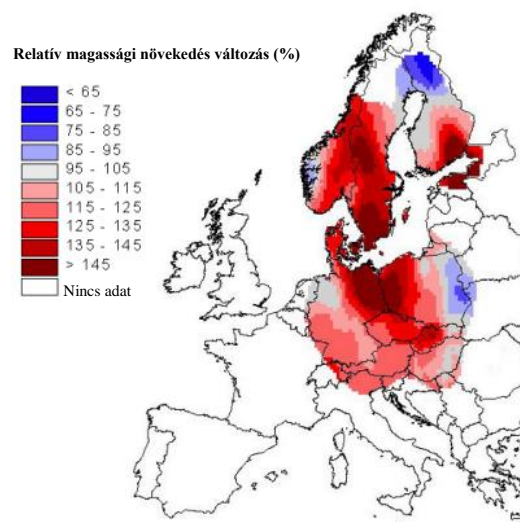 Relatív magassági növekedés változás (%)
< 65
65 - 75
75 - 85
85 - 95
95 - 105
105 - 115
115 - 125
125 - 135
135 - 145
> 145
Nincs adat